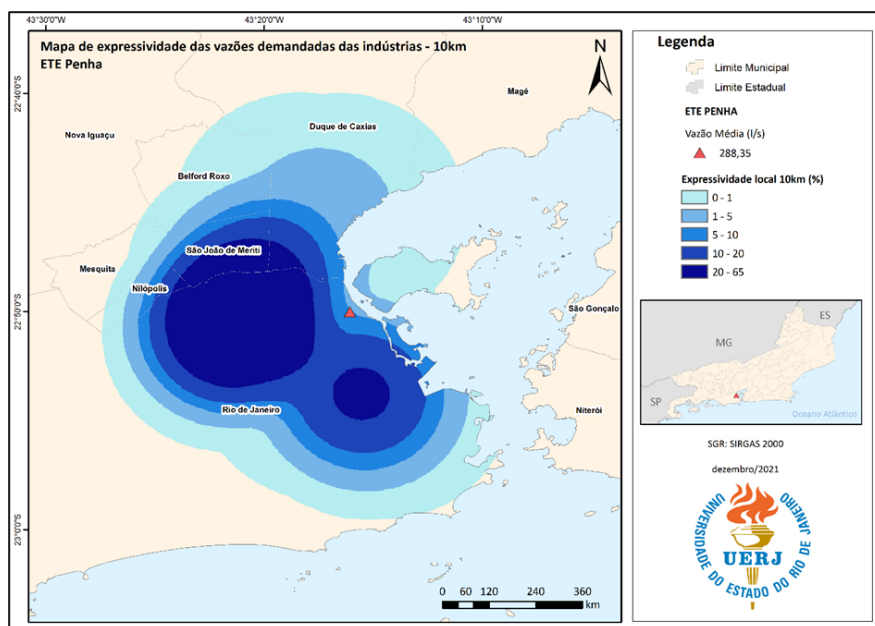 43°30'0"W 43°20'0"W 43°10'0"W
Mapa de expressividade das vazões demandadas das indústrias - 10km
ETE Penha
N
22°40'0"S
Magé
Duque de Caxias
Nova Iguaçu
Belford Roxo
São João de Meriti
Mesquita
Nilópolis
22°50'0"S
São Gonçalo
Rio de Janeiro
Niterói
23°0'0"S
0 60 120 240 360
km
Legenda
Limite Municipal
Limite Estadual
ETE PENHA
Vazão Média (l/s)
288,35
Expressividade local 10km (%)
0 - 1
1 - 5
5 - 10
10 - 20
20 - 65
ES
MG
SP
Oceano Atlântico
SGR: SIRGAS 2000
dezembro/2021
UNIVERSIDADE DO ESTADO DO RIO DE JANEIRO
UERJ